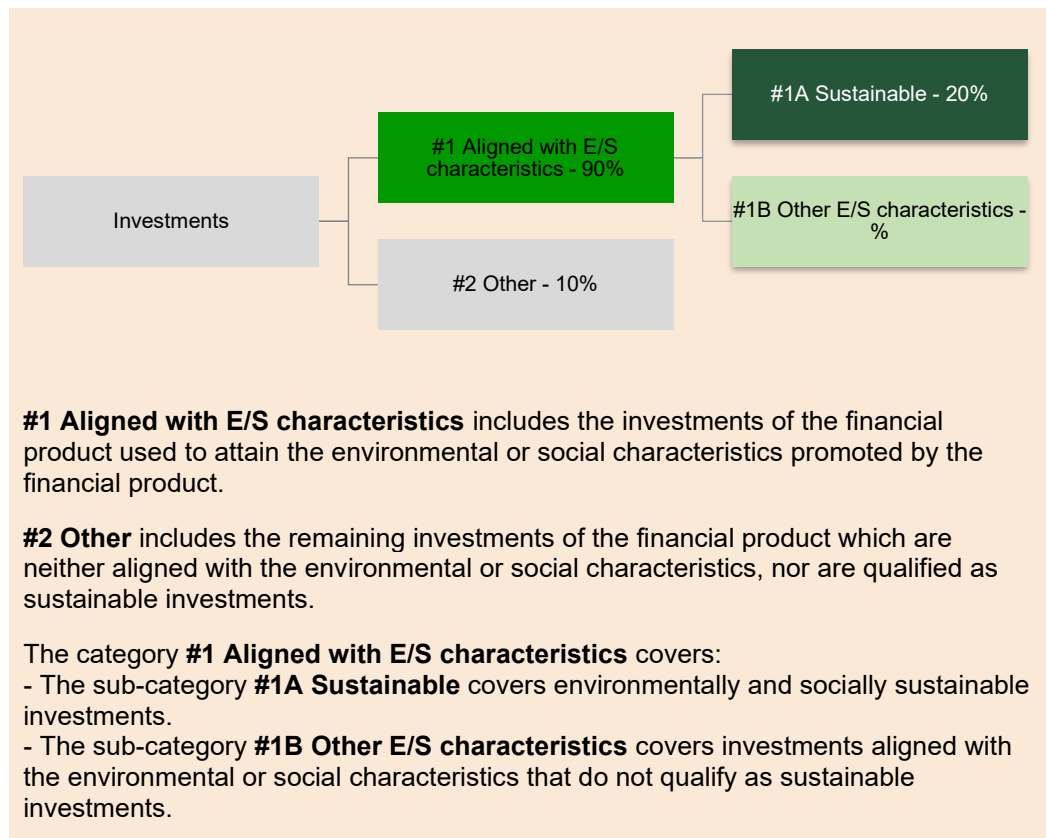 #1A Sustainable - 20%
#1 Aligned with E/S
characteristics - 90%
Investments
#1B Other E/S characteristics -
%
#2 Other - 10%
#1 Aligned with E/S characteristics includes the investments of the financial
product used to attain the environmental or social characteristics promoted by the
financial product.
#2 Other includes the remaining investments of the financial product which are
neither aligned with the environmental or social characteristics, nor are qualified as
sustainable investments.
The category #1 Aligned with E/S characteristics covers:
- The sub-category #1A Sustainable covers environmentally and socially sustainable
investments.
- The sub-category #1B Other E/S characteristics covers investments aligned with
the environmental or social characteristics that do not qualify as sustainable
investments.